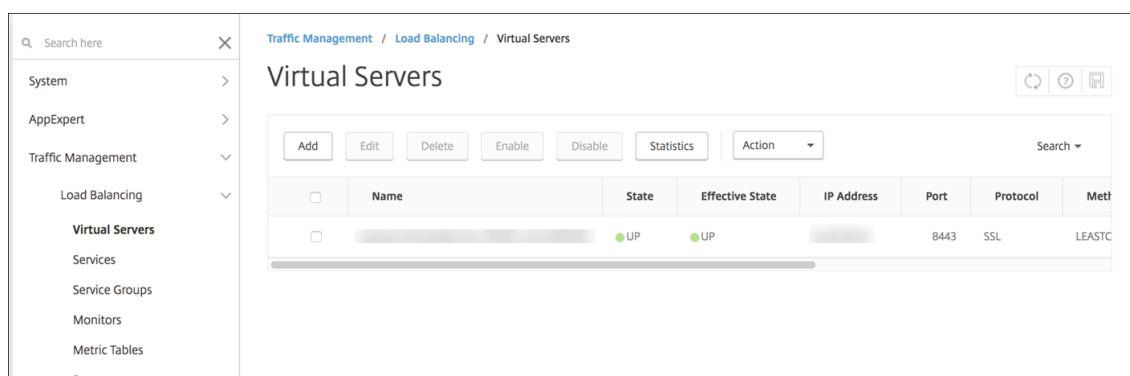 Search here
System
AppExpert
Traffic Management
Load Balancing
Virtual Servers
Services
Service Groups
Monitors
Metric Tables
Traffic Management / Load Balancing / Virtual Servers
Virtual Servers
Add Edit Delete Enable Disable Statistics Action Search
Name State Effective State IP Address Port Protocol Meth
UP UP 8443 SSL LEASTC